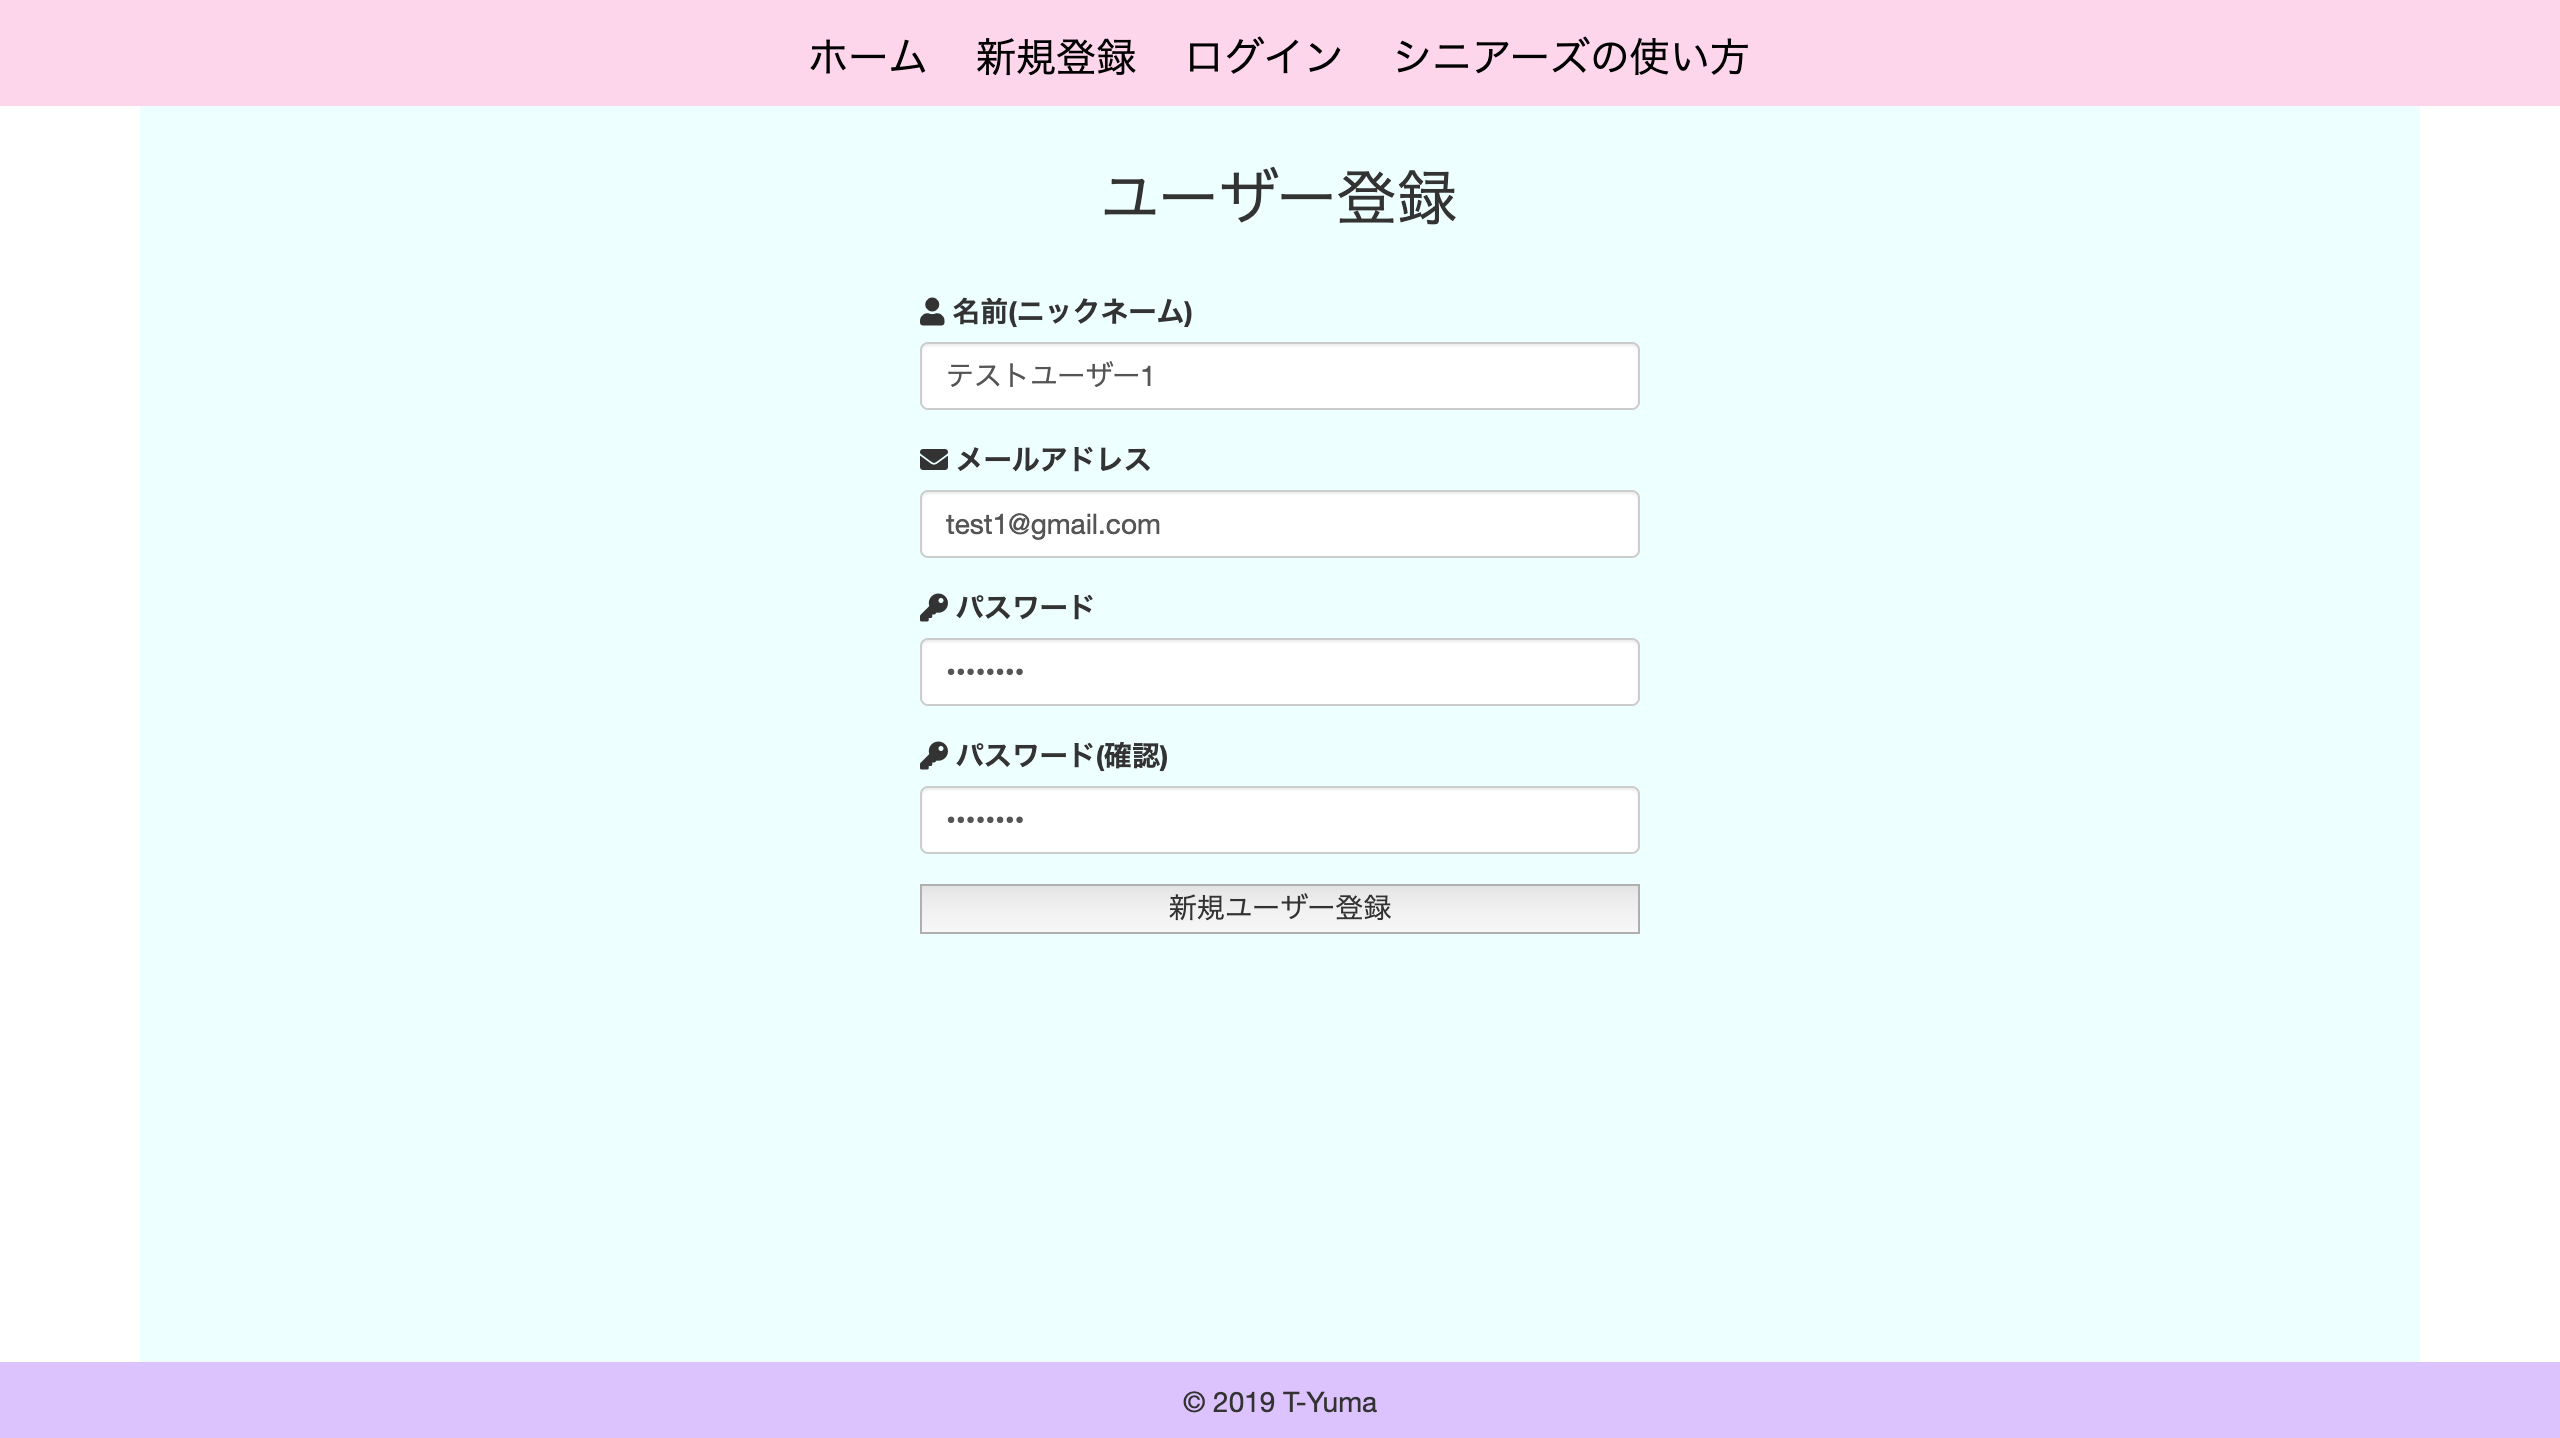 ホーム 新規登録 ログイン シニアーズの使い方
ユーザー登録
名前(ニックネーム)
テストユーザー1
メールアドレス
test1@gmail.com
パスワード
••••••••
パスワード(確認)
••••••••
新規ユーザー登録
© 2019 T-Yuma